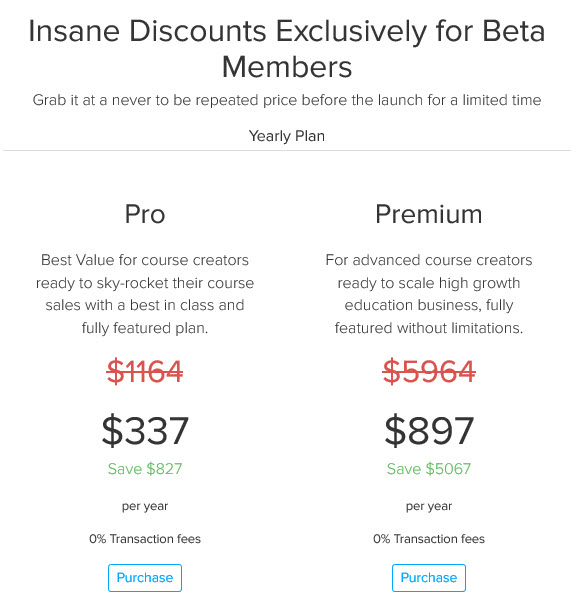 Insane Discounts Exclusively for Beta
Members
Grab it at a never to be repeated price before the launch for a limited time
Yearly Plan
Pro
Best Value for course creators
ready to sky-rocket their course
sales with a best in class and
fully featured plan.
$1164
$337
Save $827
per year
0% Transaction fees
Purchase
Premium
For advanced course creators
ready to scale high growth
education business, fully
featured without limitations.
$5964
$897
Save $5067
per year
0% Transaction fees
Purchase